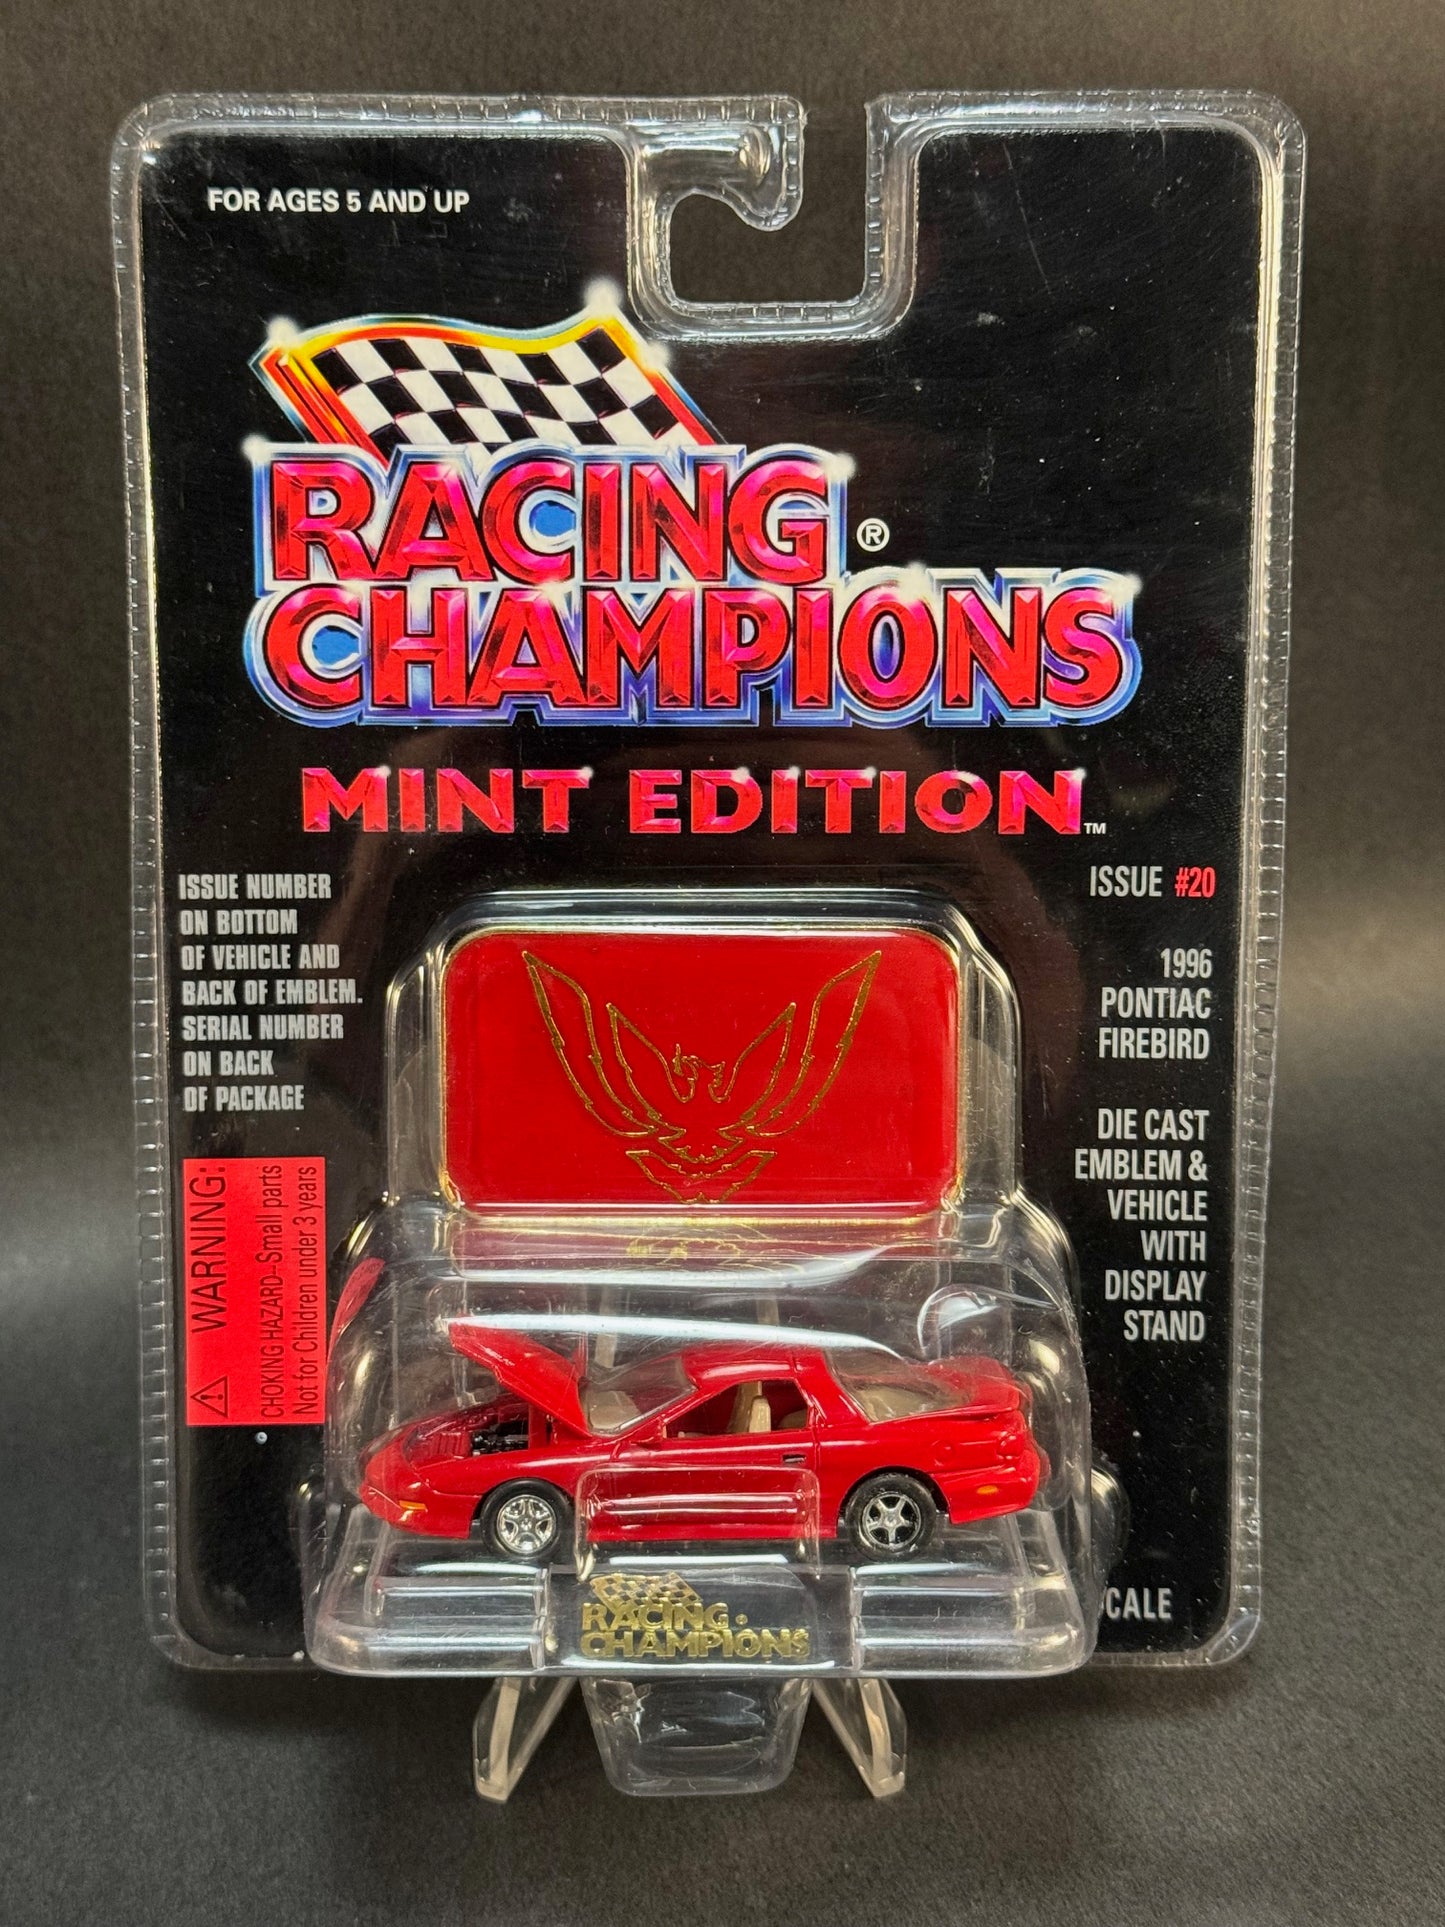 FOR AGES 5 AND UP
RACING®
CHAMPIONS
MINT EDITION™
ISSUE NUMBER
ON BOTTOM
OF VEHICLE AND
BACK OF EMBLEM.
SERIAL NUMBER
ON BACK
OF PACKAGE
ISSUE #20
1996
PONTIAC
FIREBIRD
DIE CAST
EMBLEM &
VEHICLE
WITH
DISPLAY
STAND
WARNING:
CHOKING HAZARD–Small parts
Not for Children under 3 years
RACING®
CHAMPIONS